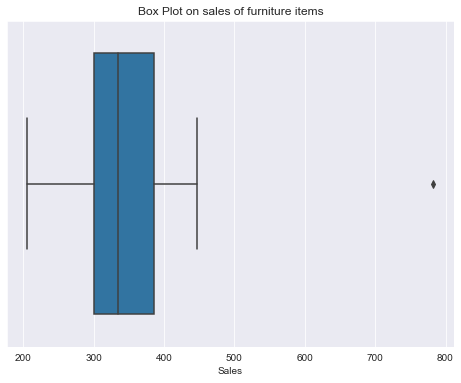 Box Plot on sales of furniture items
200 300 400 500 600 700 800
Sales